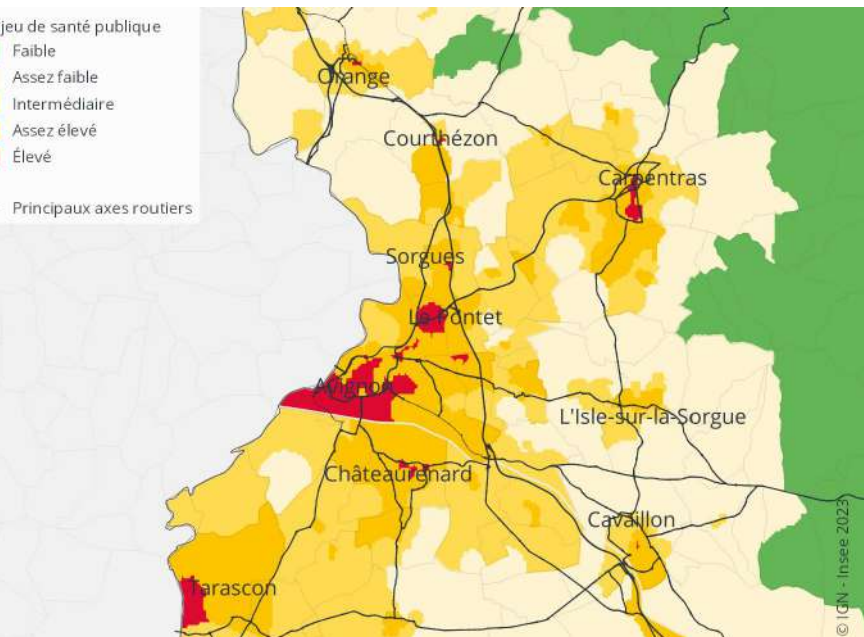 jeu de santé publique
Faible
Assez faible
Intermédiaire
Assez élevé
Élevé
Principaux axes routiers
Orange
Courthézon
Carpentras
Sorgues
Le Pontet
Avignon
L'Isle-sur-la-Sorgue
Châteaurenard
Cavaillon
Tarascon
© IGN - Insee 2023